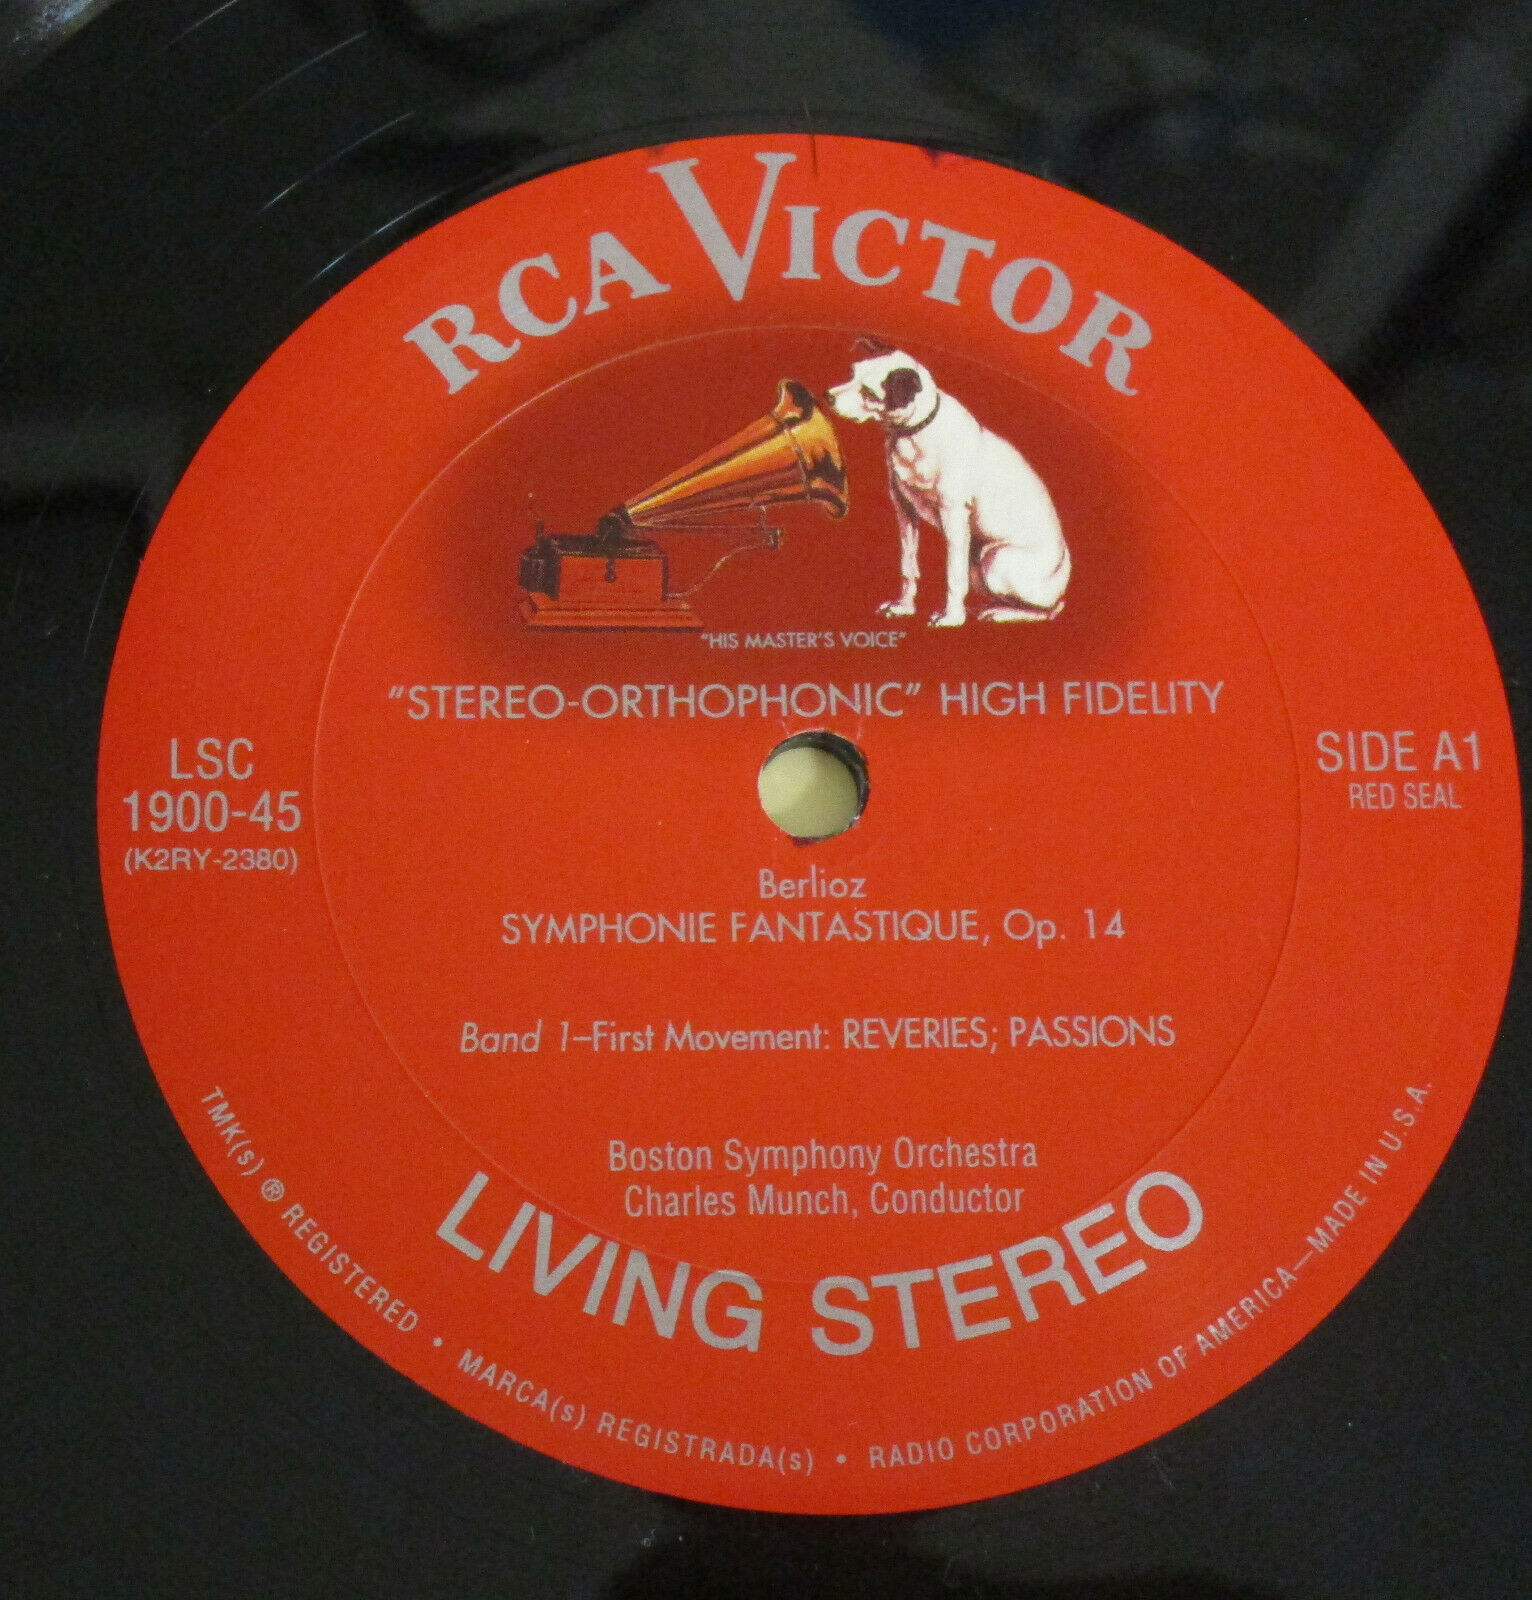 RCA VICTOR
"HIS MASTER'S VOICE"
"STEREO-ORTHOPHONIC" HIGH FIDELITY
LSC
1900-45
(K2RY-2380)
SIDE A1
RED SEAL
Berlioz
SYMPHONIE FANTASTIQUE, Op. 14
Band 1–First Movement: REVERIES; PASSIONS
Boston Symphony Orchestra
Charles Munch, Conductor
LIVING STEREO
TMK(s) ® REGISTERED • MARCA(s) REGISTRADA(s) • RADIO CORPORATION OF AMERICA—MADE IN U.S.A.